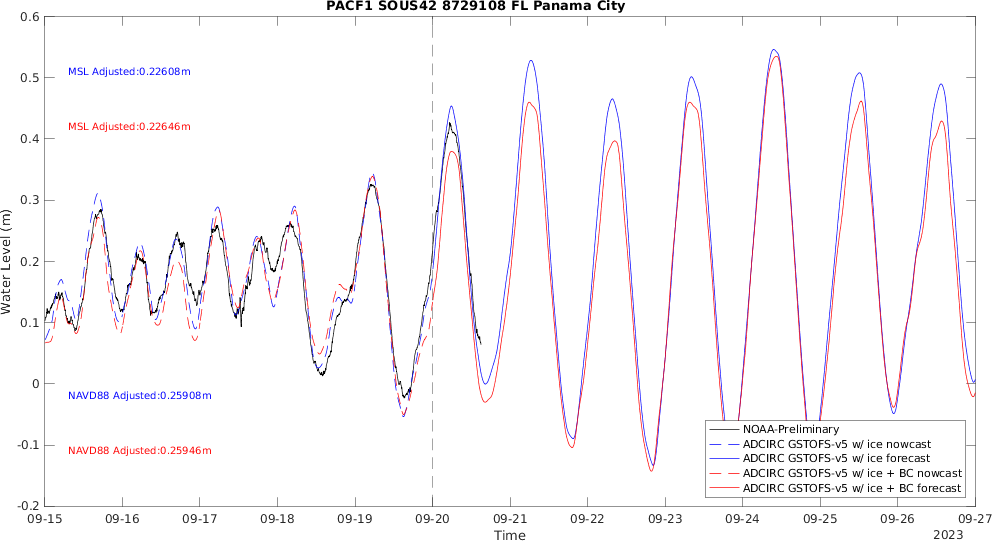 PACF1 SOUS42 8729108 FL Panama City
Water Level (m)
0.6
0.5
0.4
0.3
0.2
0.1
0
-0.1
-0.2
MSL Adjusted:0.22608m
MSL Adjusted:0.22646m
NAVD88 Adjusted:0.25908m
NAVD88 Adjusted:0.25946m
NOAA-Preliminary
ADCIRC GSTOFS-v5 w/ ice nowcast
ADCIRC GSTOFS-v5 w/ ice forecast
ADCIRC GSTOFS-v5 w/ ice + BC nowcast
ADCIRC GSTOFS-v5 w/ ice + BC forecast
09-15 09-16 09-17 09-18 09-19 09-20 09-21 09-22 09-23 09-24 09-25 09-26 09-27
Time
2023